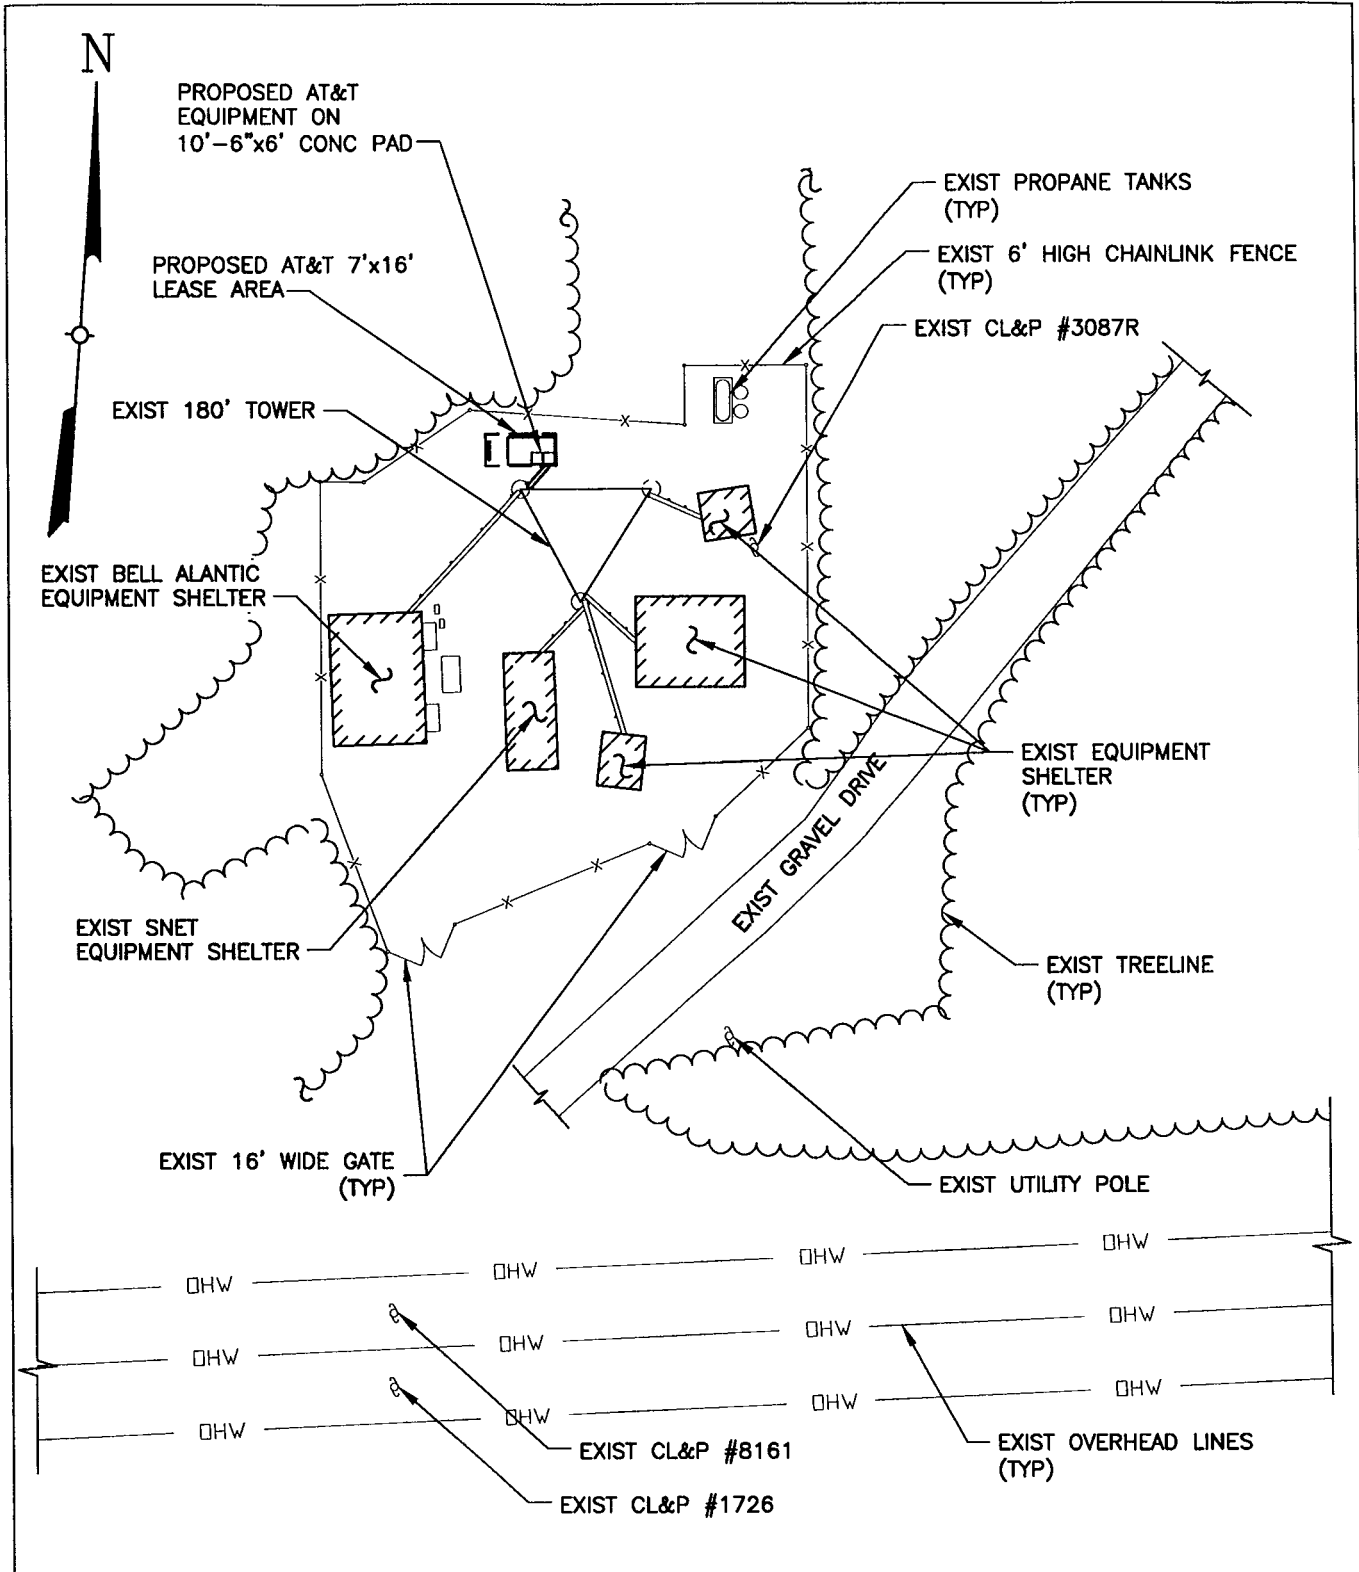 N
PROPOSED AT&T
EQUIPMENT ON
10'-6"x6' CONC PAD
EXIST PROPANE TANKS
(TYP)
EXIST 6' HIGH CHAINLINK FENCE
(TYP)
PROPOSED AT&T 7'x16'
LEASE AREA
EXIST CL&P #3087R
EXIST 180' TOWER
EXIST BELL ALANTIC
EQUIPMENT SHELTER
EXIST EQUIPMENT
SHELTER
(TYP)
EXIST GRAVEL DRIVE
EXIST SNET
EQUIPMENT SHELTER
EXIST TREELINE
(TYP)
EXIST 16' WIDE GATE
(TYP)
EXIST UTILITY POLE
OHW OHW OHW OHW
OHW OHW OHW
OHW OHW OHW OHW
EXIST CL&P #8161
EXIST OVERHEAD LINES
(TYP)
EXIST CL&P #1726